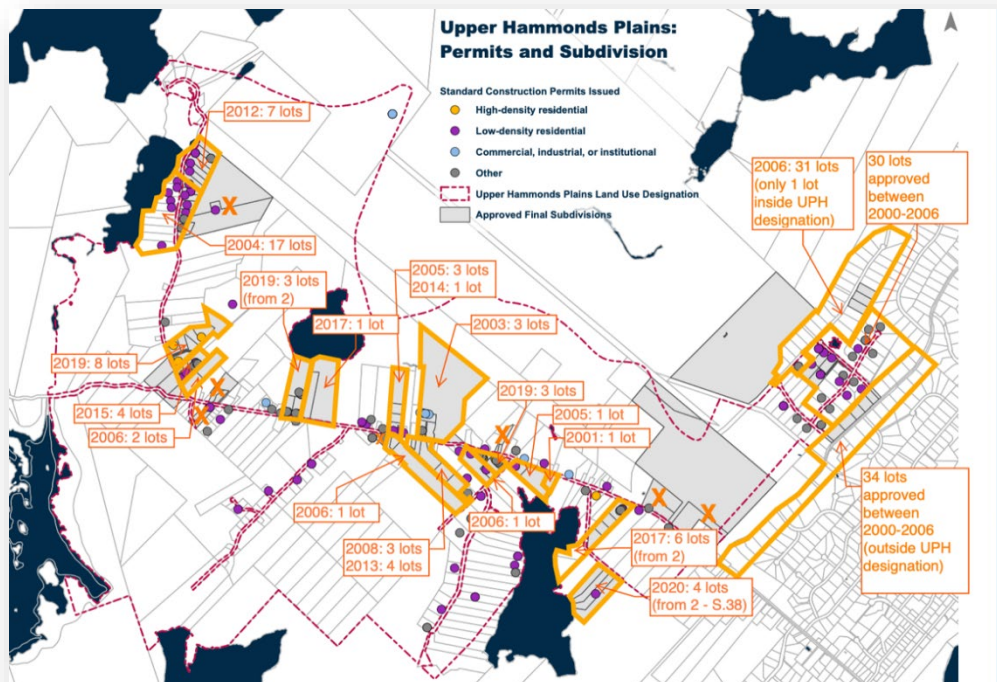 Upper Hammonds Plains:
Permits and Subdivision
Standard Construction Permits Issued
High-density residential
Low-density residential
Commercial, industrial, or institutional
Other
Upper Hammonds Plains Land Use Designation
Approved Final Subdivisions
2012: 7 lots
X
2004: 17 lots
2006: 31 lots
(only 1 lot
inside UPH
designation)
30 lots
approved
between
2000-2006
2019: 3 lots
(from 2)
2005: 3 lots
2014: 1 lot
2017: 1 lot
2003: 3 lots
2019: 8 lots
X
2015: 4 lots
X
2006: 2 lots
2019: 3 lots
X
2005: 1 lot
2001: 1 lot
2006: 1 lot
2006: 1 lot
X
X
2008: 3 lots
2013: 4 lots
2017: 6 lots
(from 2)
2020: 4 lots
(from 2 - S.38)
34 lots
approved
between
2000-2006
(outside UPH
designation)